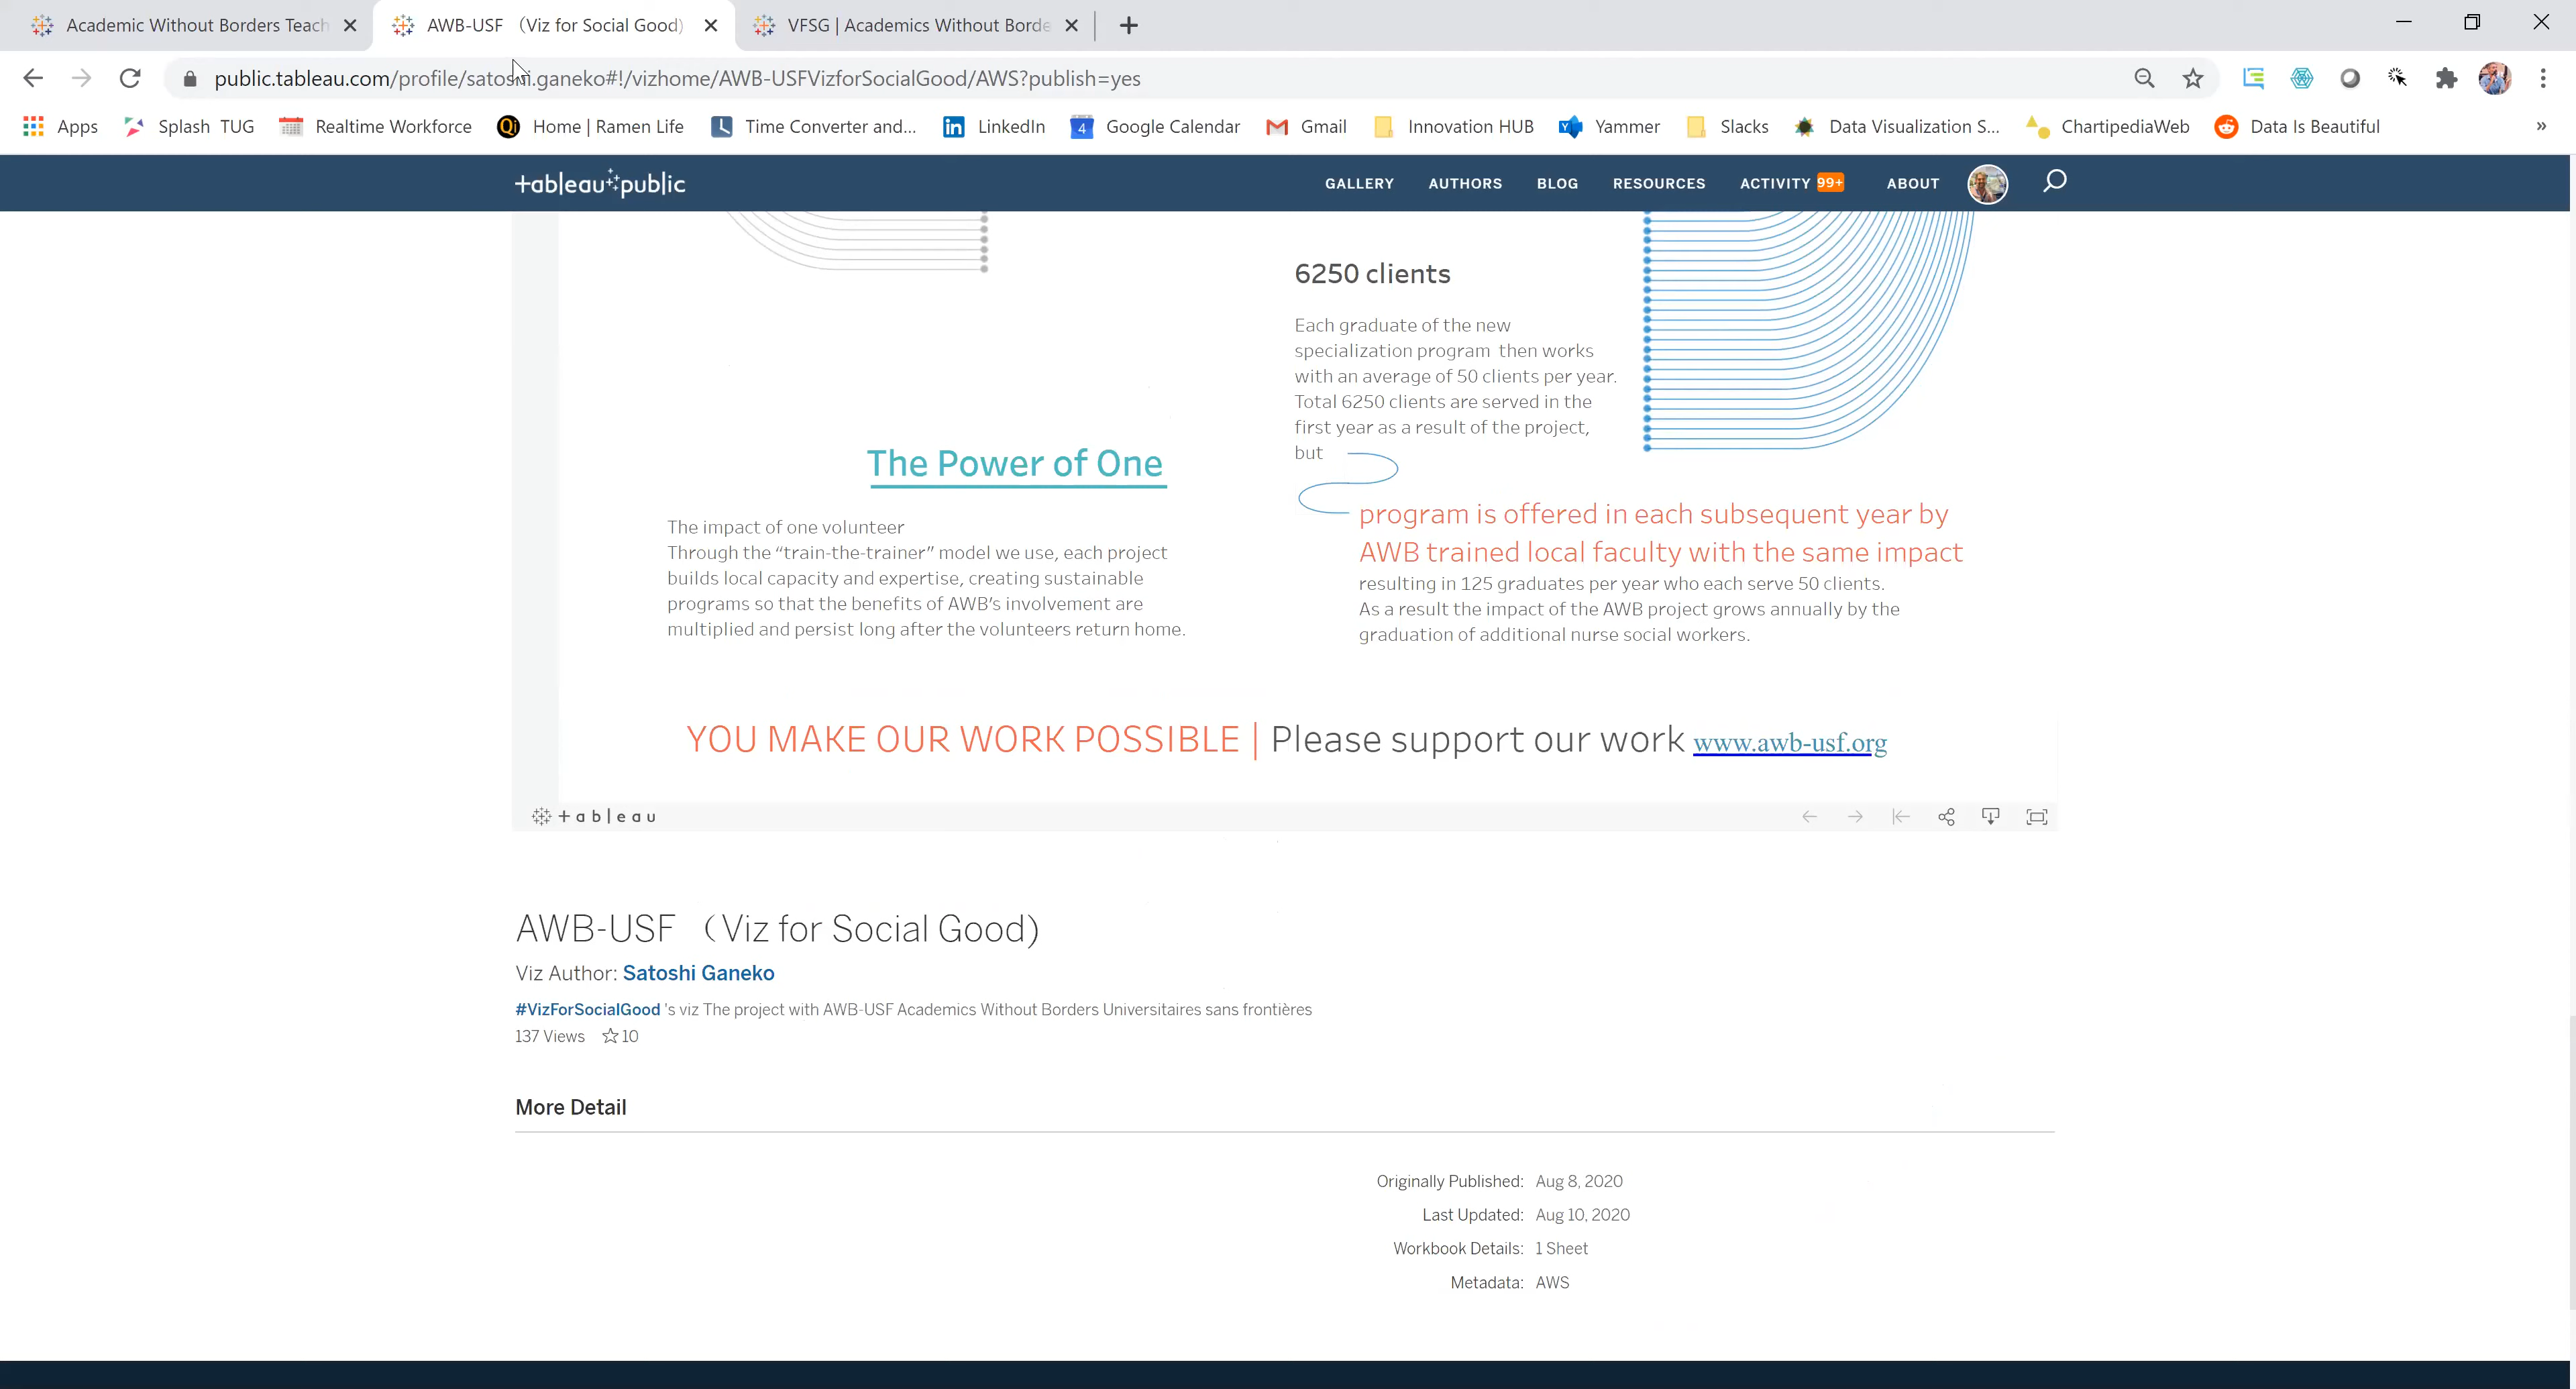 Academic Without Borders Teach
AWB-USF （Viz for Social Good)
VFSG | Academics Without Borde
public.tableau.com/profile/satoshi.ganeko#!/vizhome/AWB-USFVizforSocialGood/AWS?publish=yes
Apps
Splash TUG
Realtime Workforce
Home | Ramen Life
Time Converter and...
LinkedIn
Google Calendar
Gmail
Innovation HUB
Yammer
Slacks
Data Visualization S...
ChartipediaWeb
Data Is Beautiful
»
+ableau public
GALLERY
AUTHORS
BLOG
RESOURCES
ACTIVITY 99+
ABOUT
6250 clients
Each graduate of the new
specialization program then works
with an average of 50 clients per year.
Total 6250 clients are served in the
first year as a result of the project,
but
program is offered in each subsequent year by
AWB trained local faculty with the same impact
resulting in 125 graduates per year who each serve 50 clients.
As a result the impact of the AWB project grows annually by the
graduation of additional nurse social workers.
The Power of One
The impact of one volunteer
Through the “train-the-trainer” model we use, each project
builds local capacity and expertise, creating sustainable
programs so that the benefits of AWB’s involvement are
multiplied and persist long after the volunteers return home.
YOU MAKE OUR WORK POSSIBLE | Please support our work www.awb-usf.org
+ableau
AWB-USF （Viz for Social Good)
Viz Author: Satoshi Ganeko
#VizForSocialGood 's viz The project with AWB-USF Academics Without Borders Universitaires sans frontières
137 Views ☆10
More Detail
Originally Published: Aug 8, 2020
Last Updated: Aug 10, 2020
Workbook Details: 1 Sheet
Metadata: AWS